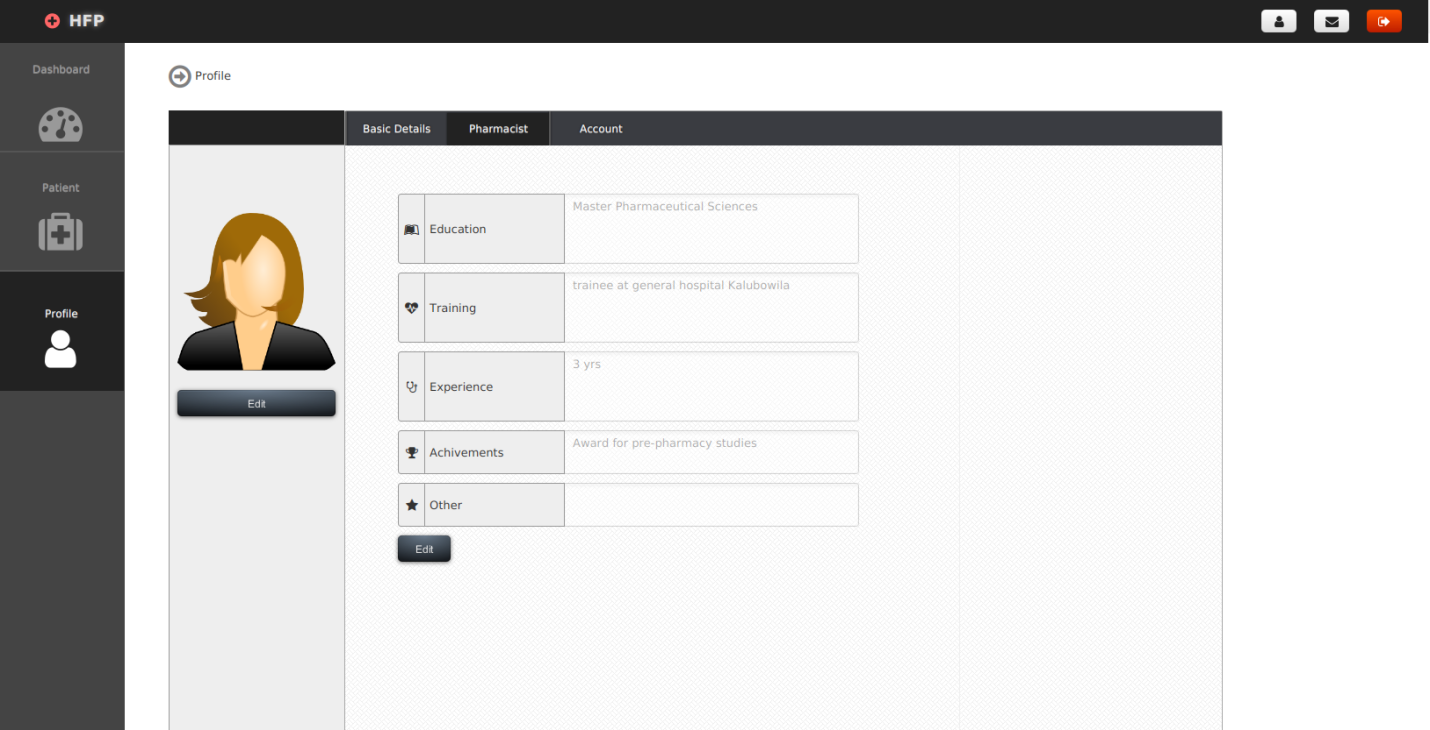 HFP
Dashboard
Patient
Profile
Profile
Basic Details Pharmacist Account
Edit
Education
Master Pharmaceutical Sciences
Training
trainee at general hospital Kalubowila
Experience
3 yrs
Achivements
Award for pre-pharmacy studies
Other
Edit